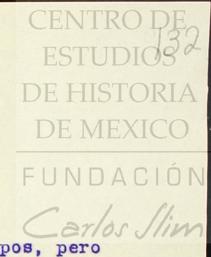 132
CENTRO DE
ESTUDIOS
DE HISTORIA
DE MEXICO
FUNDACIÓN
Carlos Slim
pos, pero